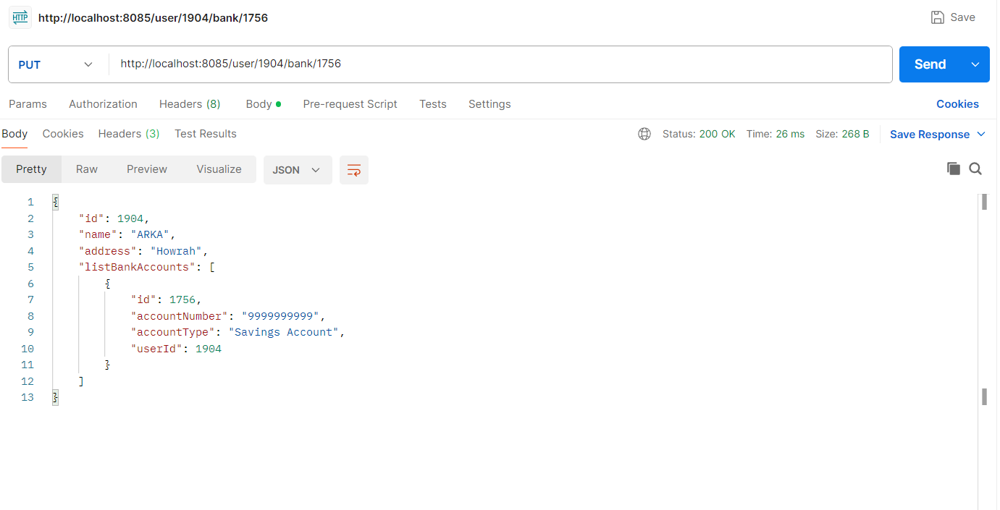 HTTP http://localhost:8085/user/1904/bank/1756 Save
PUT http://localhost:8085/user/1904/bank/1756 Send
Params Authorization Headers (8) Body Pre-request Script Tests Settings Cookies
Body Cookies Headers (3) Test Results Status: 200 OK Time: 26 ms Size: 268 B Save Response
Pretty Raw Preview Visualize JSON
1 {
2 "id": 1904,
3 "name": "ARKA",
4 "address": "Howrah",
5 "listBankAccounts": [
6 {
7 "id": 1756,
8 "accountNumber": "9999999999",
9 "accountType": "Savings Account",
10 "userId": 1904
11 }
12 ]
13 }